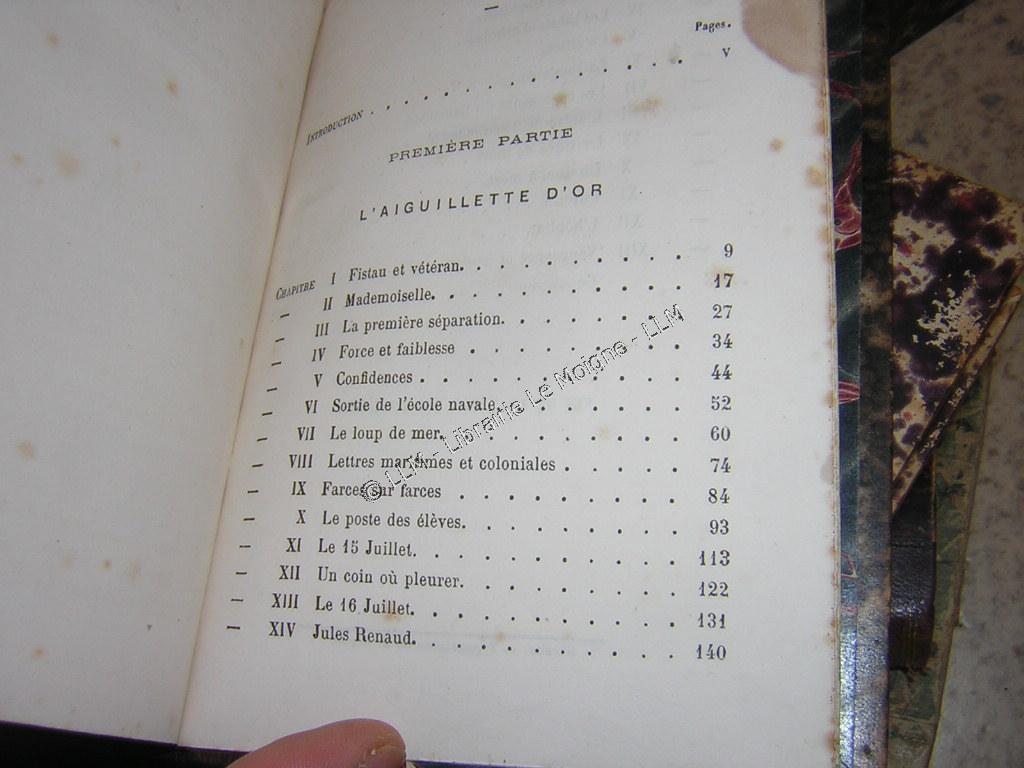 Pages.
INTRODUCTION . . . . . . . . . . . . . V
PREMIÈRE PARTIE
L'AIGUILLETTE D'OR
CHAPITRE I Fistau et vétéran. . . . . . . . . . 9
— II Mademoiselle. . . . . . . . . . . 17
— III La première séparation. . . . . . . . 27
— IV Force et faiblesse . . . . . . . . . 34
— V Confidences . . . . . . . . . . . 44
— VI Sortie de l'école navale. . . . . . . . 52
— VII Le loup de mer. . . . . . . . . . 60
— VIII Lettres maritimes et coloniales . . . . . 74
— IX Farces sur farces . . . . . . . . . 84
— X Le poste des élèves. . . . . . . . . 93
— XI Le 15 Juillet. . . . . . . . . . . 113
— XII Un coin où pleurer. . . . . . . . . 122
— XIII Le 16 Juillet. . . . . . . . . . . 131
— XIV Jules Renaud. . . . . . . . . . . 140
© LLM - Librairie Le Moigne - LLM